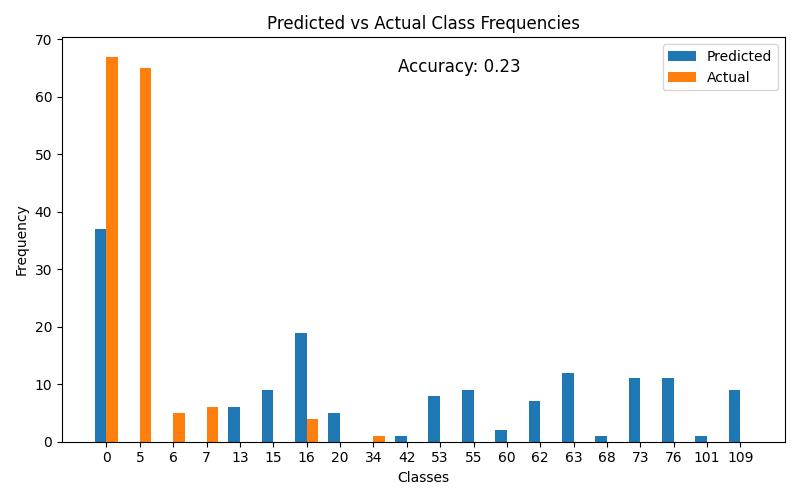 Predicted vs Actual Class Frequencies
Accuracy: 0.23
Predicted
Actual
Frequency
70
60
50
40
30
20
10
0
0 5 6 7 13 15 16 20 34 42 53 55 60 62 63 68 73 76 101 109
Classes